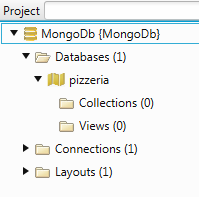 Project
MongoDb {MongoDb}
Databases (1)
pizzeria
Collections (0)
Views (0)
Connections (1)
Layouts (1)